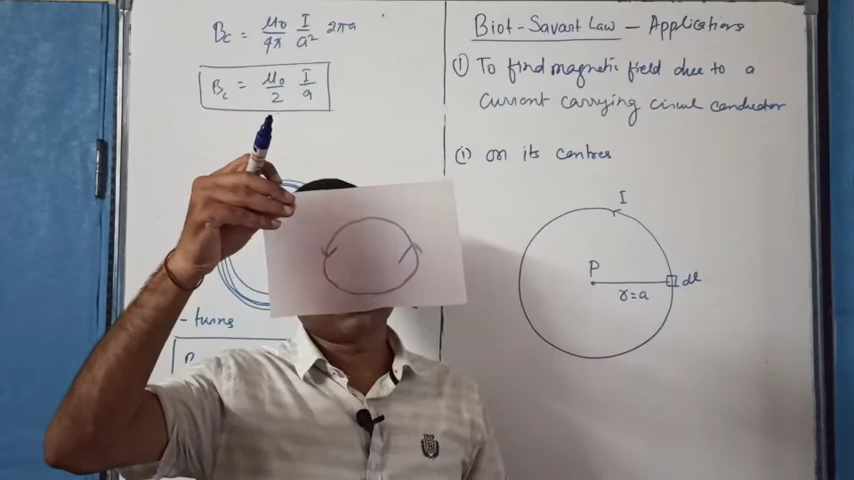 Bc = μ₀/4π I/a² 2πa
Bc = μ₀/2 I/a
- turns
B
Biot-Savart Law – Applications
① To find magnetic field due to a
Current carrying circul conductor
(i) on its centres
I
P
dl
r=a